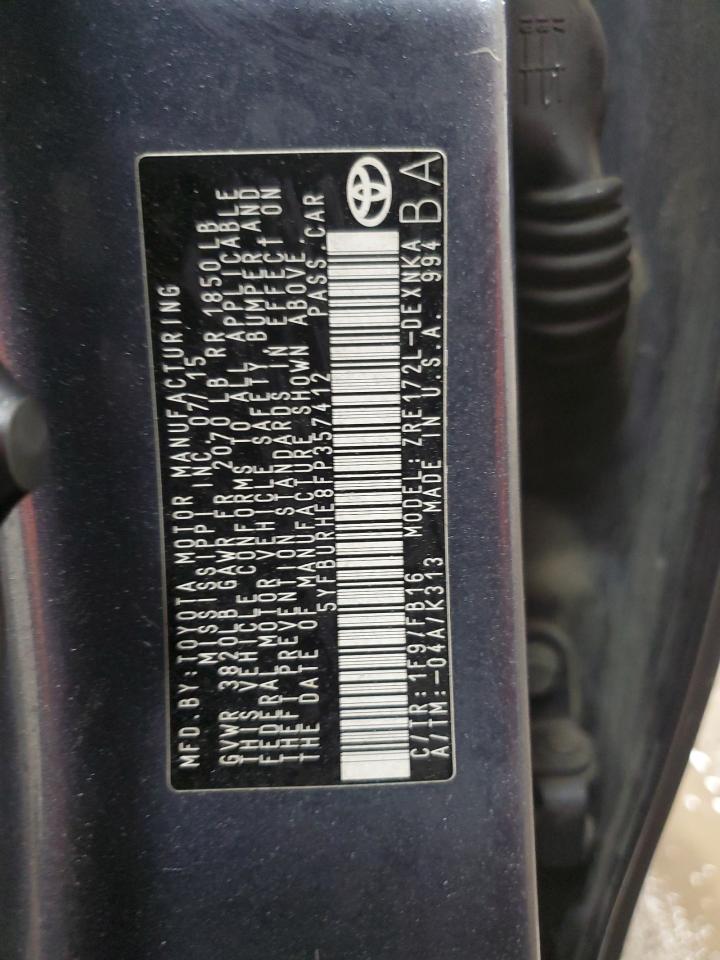 MFD.BY:TOYOTA MOTOR MANUFACTURING
MISSISSIPPI INC. 07/15
GVWR 3820LB GAWR FR 2070 LB RR 1850LB
THIS VEHICLE CONFORMS TO ALL APPLICABLE
FEDERAL MOTOR VEHICLE SAFETY BUMPER AND
THEFT PREVENTION STANDARDS IN EFFECT ON
THE DATE OF MANUFACTURE SHOWN ABOVE.
5YFBURHE8FP357412 PASS.CAR
C/TR:1F9/FB16 MODEL:ZRE172L-DEXNKA
A/TM:-04A/K313 MADE IN U.S.A. 994
BA